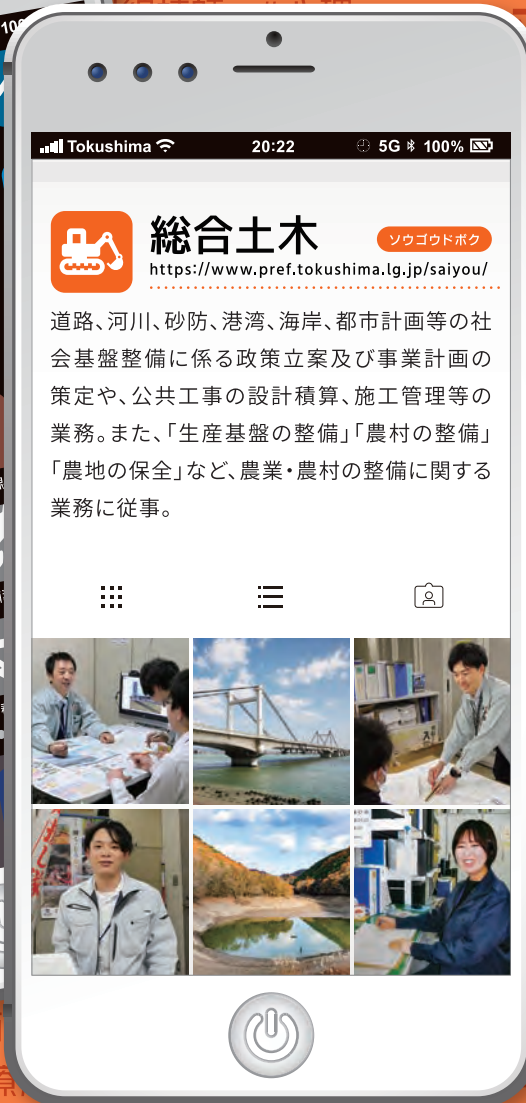 Tokushima 20:22 5G 100%
総合土木 ソウゴウドボク
https://www.pref.tokushima.lg.jp/saiyou/
道路、河川、砂防、港湾、海岸、都市計画等の社
会基盤整備に係る政策立案及び事業計画の
策定や、公共工事の設計積算、施工管理等の
業務。また、「生産基盤の整備」「農村の整備」
「農地の保全」など、農業・農村の整備に関する
業務に従事。